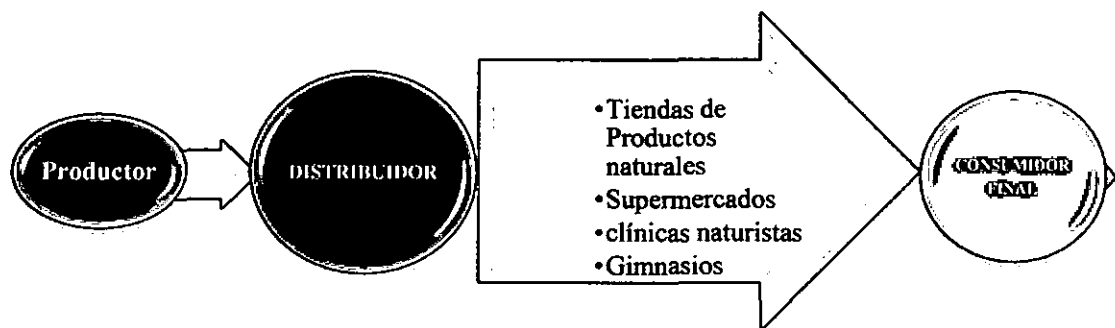 Productor
DISTRIBUIDOR
•Tiendas de
Productos
naturales
•Supermercados
•clínicas naturistas
•Gimnasios
CONSUMIDOR
FINAL